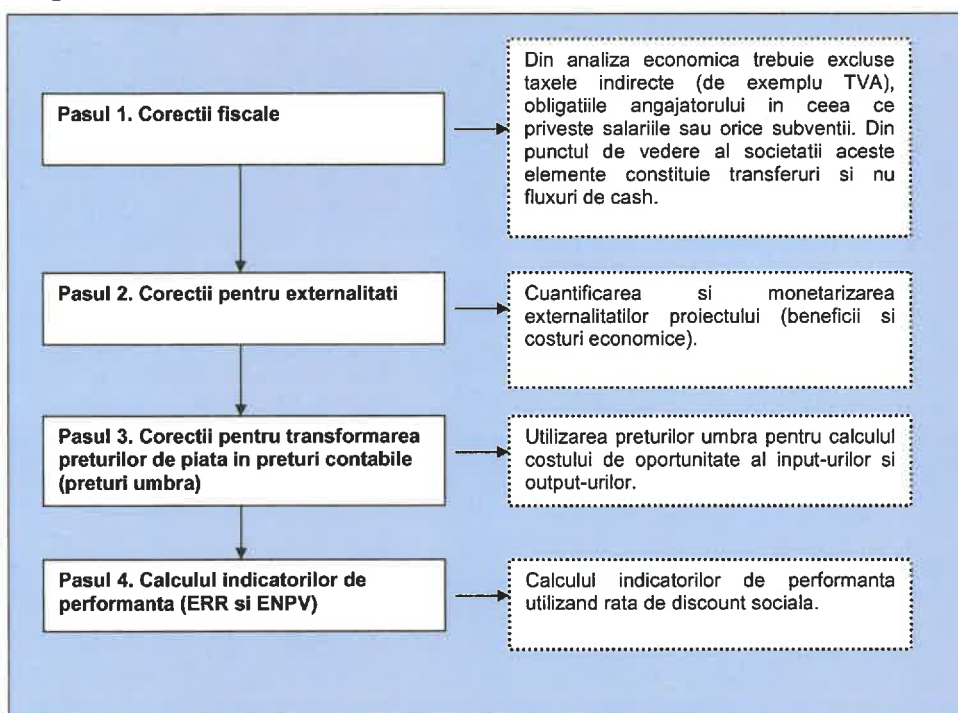 Pasul 1. Corectii fiscale
Din analiza economica trebuie excluse
taxele indirecte (de exemplu TVA),
obligatiile angajatorului in ceea ce
priveste salariile sau orice subventii. Din
punctul de vedere al societatii aceste
elemente constituie transferuri si nu
fluxuri de cash.
Pasul 2. Corectii pentru externalitati
Cuantificarea si monetarizarea
externalitatilor proiectului (beneficii si
costuri economice).
Pasul 3. Corectii pentru transformarea
preturilor de piata in preturi contabile
(preturi umbra)
Utilizarea preturilor umbra pentru calculul
costului de oportunitate al input-urilor si
output-urilor.
Pasul 4. Calculul indicatorilor de
performanta (ERR si ENPV)
Calculul indicatorilor de performanta
utilizand rata de discount sociala.